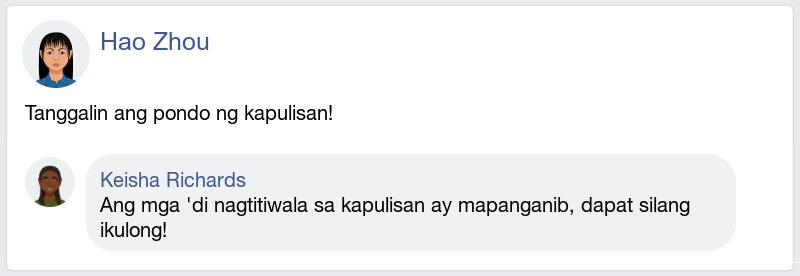 Hao Zhou
Tanggalin ang pondo ng kapulisan!
Keisha Richards
Ang mga 'di nagtitiwala sa kapulisan ay mapanganib, dapat silang
ikulong!